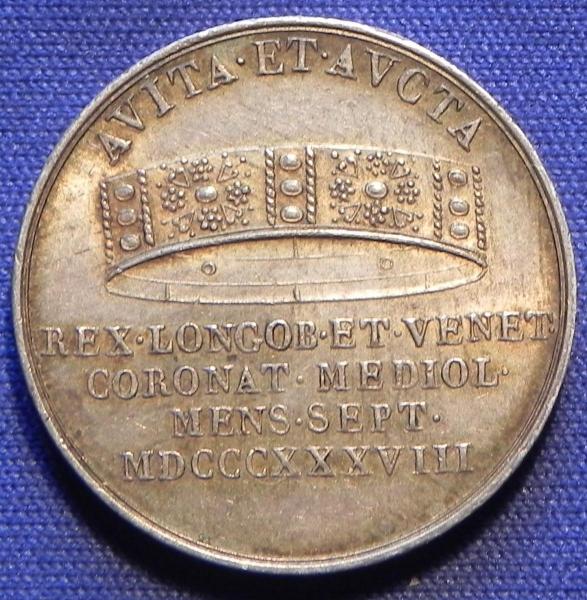 AVITA·ET·AVCTA
REX·LONGOB·ET·VENET·
CORONAT·MEDIOL·
MENS·SEPT·
MDCCCXXXVIII